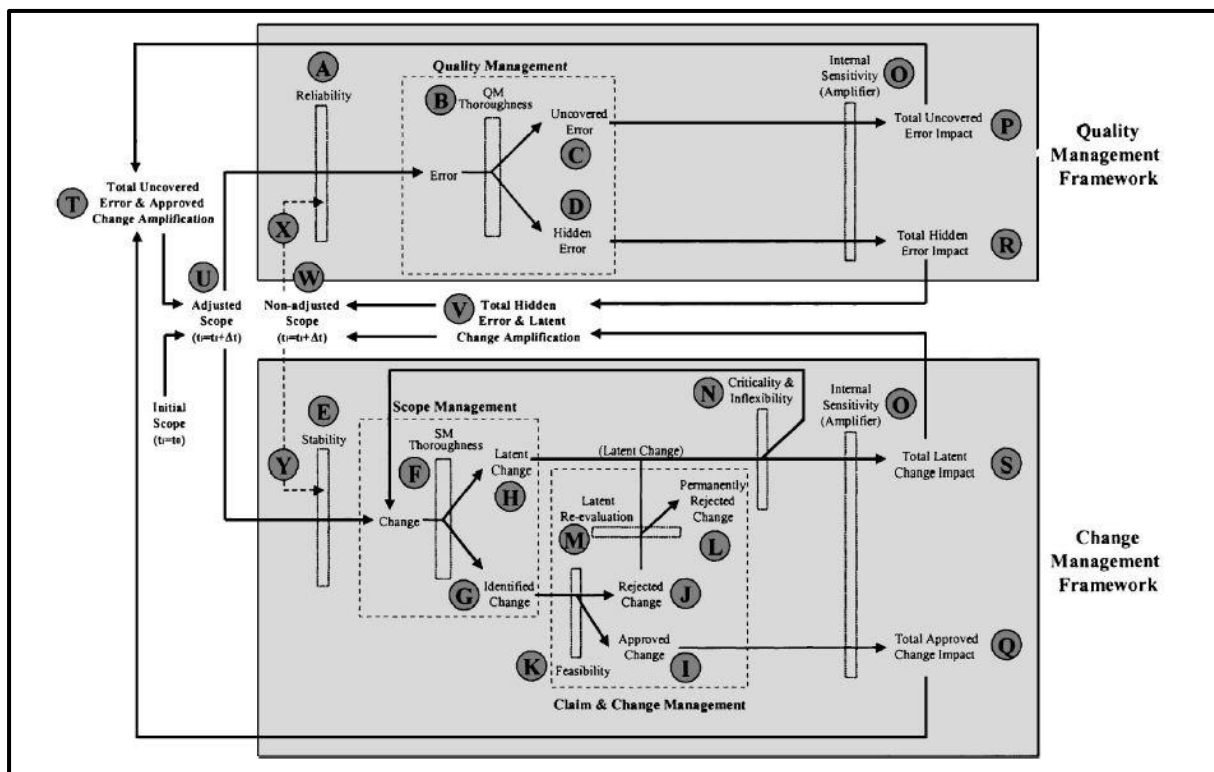 A
Reliability
Quality Management
B
QM
Thoroughness
Uncovered
Error
C
Error
D
Hidden
Error
Internal
Sensitivity
(Amplifier)
O
Total Uncovered
Error Impact
P
Total Hidden
Error Impact
R
Quality
Management
Framework
T
Total Uncovered
Error & Approved
Change Amplification
X
U
Adjusted
Scope
(tᵢ=tᵢ+Δt)
W
Non-adjusted
Scope
(tᵢ=tᵢ+Δt)
V
Total Hidden
Error & Latent
Change Amplification
Initial
Scope
(tᵢ=t₀)
Y
E
Stability
Scope Management
F
SM
Thoroughness
Latent
Change
H
Change
G
Identified
Change
(Latent Change)
N
Criticality &
Inflexibility
Latent
Re-evaluation
M
Permanently
Rejected
Change
L
Rejected
Change
J
Approved
Change
I
K
Feasibility
Claim & Change Management
Internal
Sensitivity
(Amplifier)
O
Total Latent
Change Impact
S
Total Approved
Change Impact
Q
Change
Management
Framework